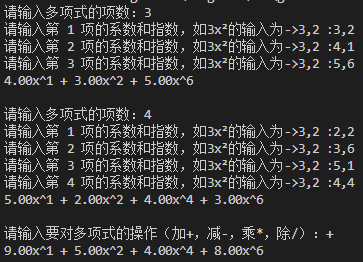 请输入多项式的项数：3
请输入第 1 项的系数和指数，如3x²的输入为->3,2 :3,2
请输入第 2 项的系数和指数，如3x²的输入为->3,2 :4,1
请输入第 3 项的系数和指数，如3x²的输入为->3,2 :5,6
4.00x^1 + 3.00x^2 + 5.00x^6
请输入多项式的项数：4
请输入第 1 项的系数和指数，如3x²的输入为->3,2 :2,2
请输入第 2 项的系数和指数，如3x²的输入为->3,2 :3,6
请输入第 3 项的系数和指数，如3x²的输入为->3,2 :5,1
请输入第 4 项的系数和指数，如3x²的输入为->3,2 :4,4
5.00x^1 + 2.00x^2 + 4.00x^4 + 3.00x^6
请输入要对多项式的操作（加+，减-，乘*，除/）：+
9.00x^1 + 5.00x^2 + 4.00x^4 + 8.00x^6